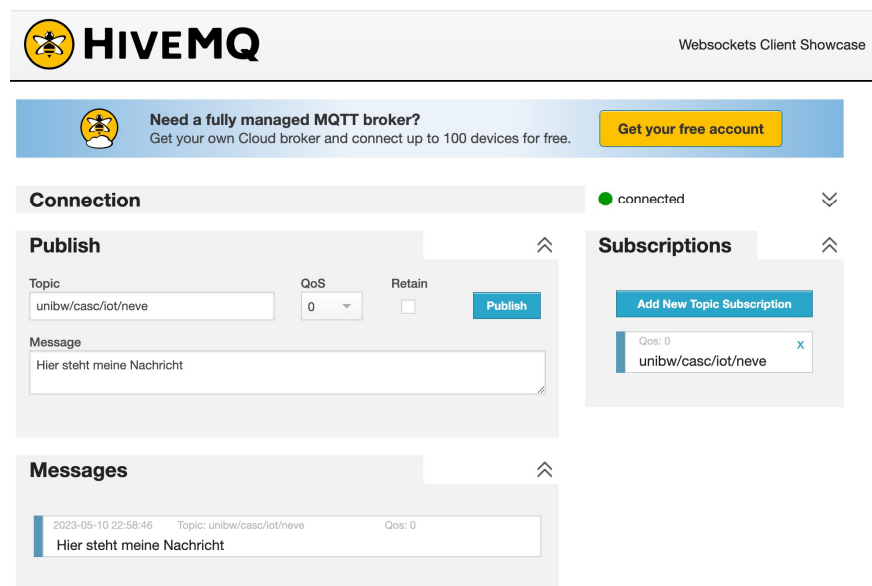 HIVEMQ
Websockets Client Showcase
Need a fully managed MQTT broker?
Get your own Cloud broker and connect up to 100 devices for free.
Get your free account
Connection
connected
Publish
Topic
QoS
Retain
unibw/casc/iot/neve
0
Publish
Message
Hier steht meine Nachricht
Subscriptions
Add New Topic Subscription
Qos: 0
x
unibw/casc/iot/neve
Messages
2023-05-10 22:58:46 Topic: unibw/casc/iot/neve Qos: 0
Hier steht meine Nachricht